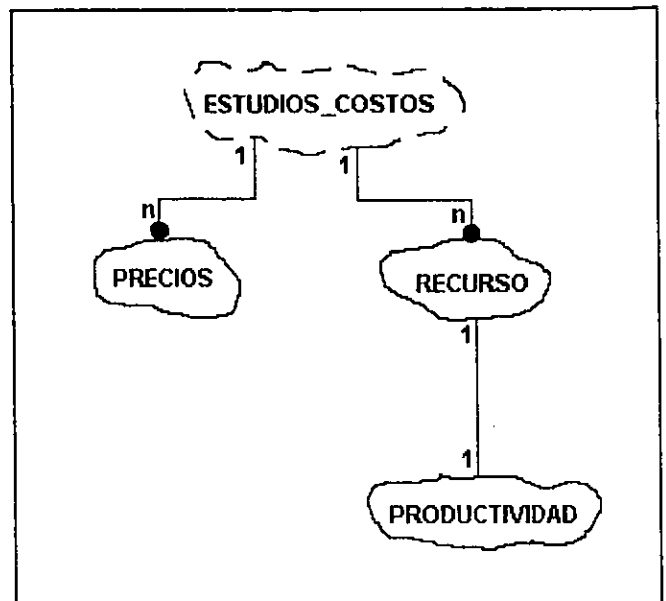 ESTUDIOS_COSTOS
1
1
n
n
PRECIOS
RECURSO
1
1
PRODUCTIVIDAD